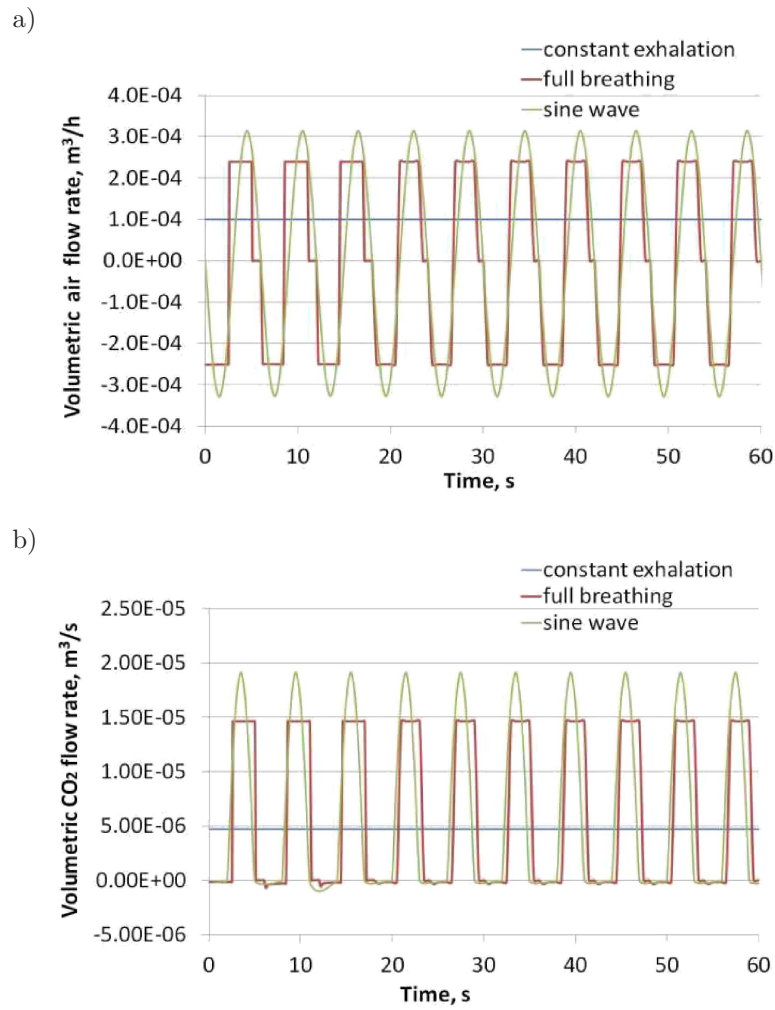 a)
constant exhalation
full breathing
sine wave
Volumetric air flow rate, m³/h
4.0E-04
3.0E-04
2.0E-04
1.0E-04
0.0E+00
-1.0E-04
-2.0E-04
-3.0E-04
-4.0E-04
0 10 20 30 40 50 60
Time, s
b)
constant exhalation
full breathing
sine wave
Volumetric CO₂ flow rate, m³/s
2.50E-05
2.00E-05
1.50E-05
1.00E-05
5.00E-06
0.00E+00
-5.00E-06
0 10 20 30 40 50 60
Time, s